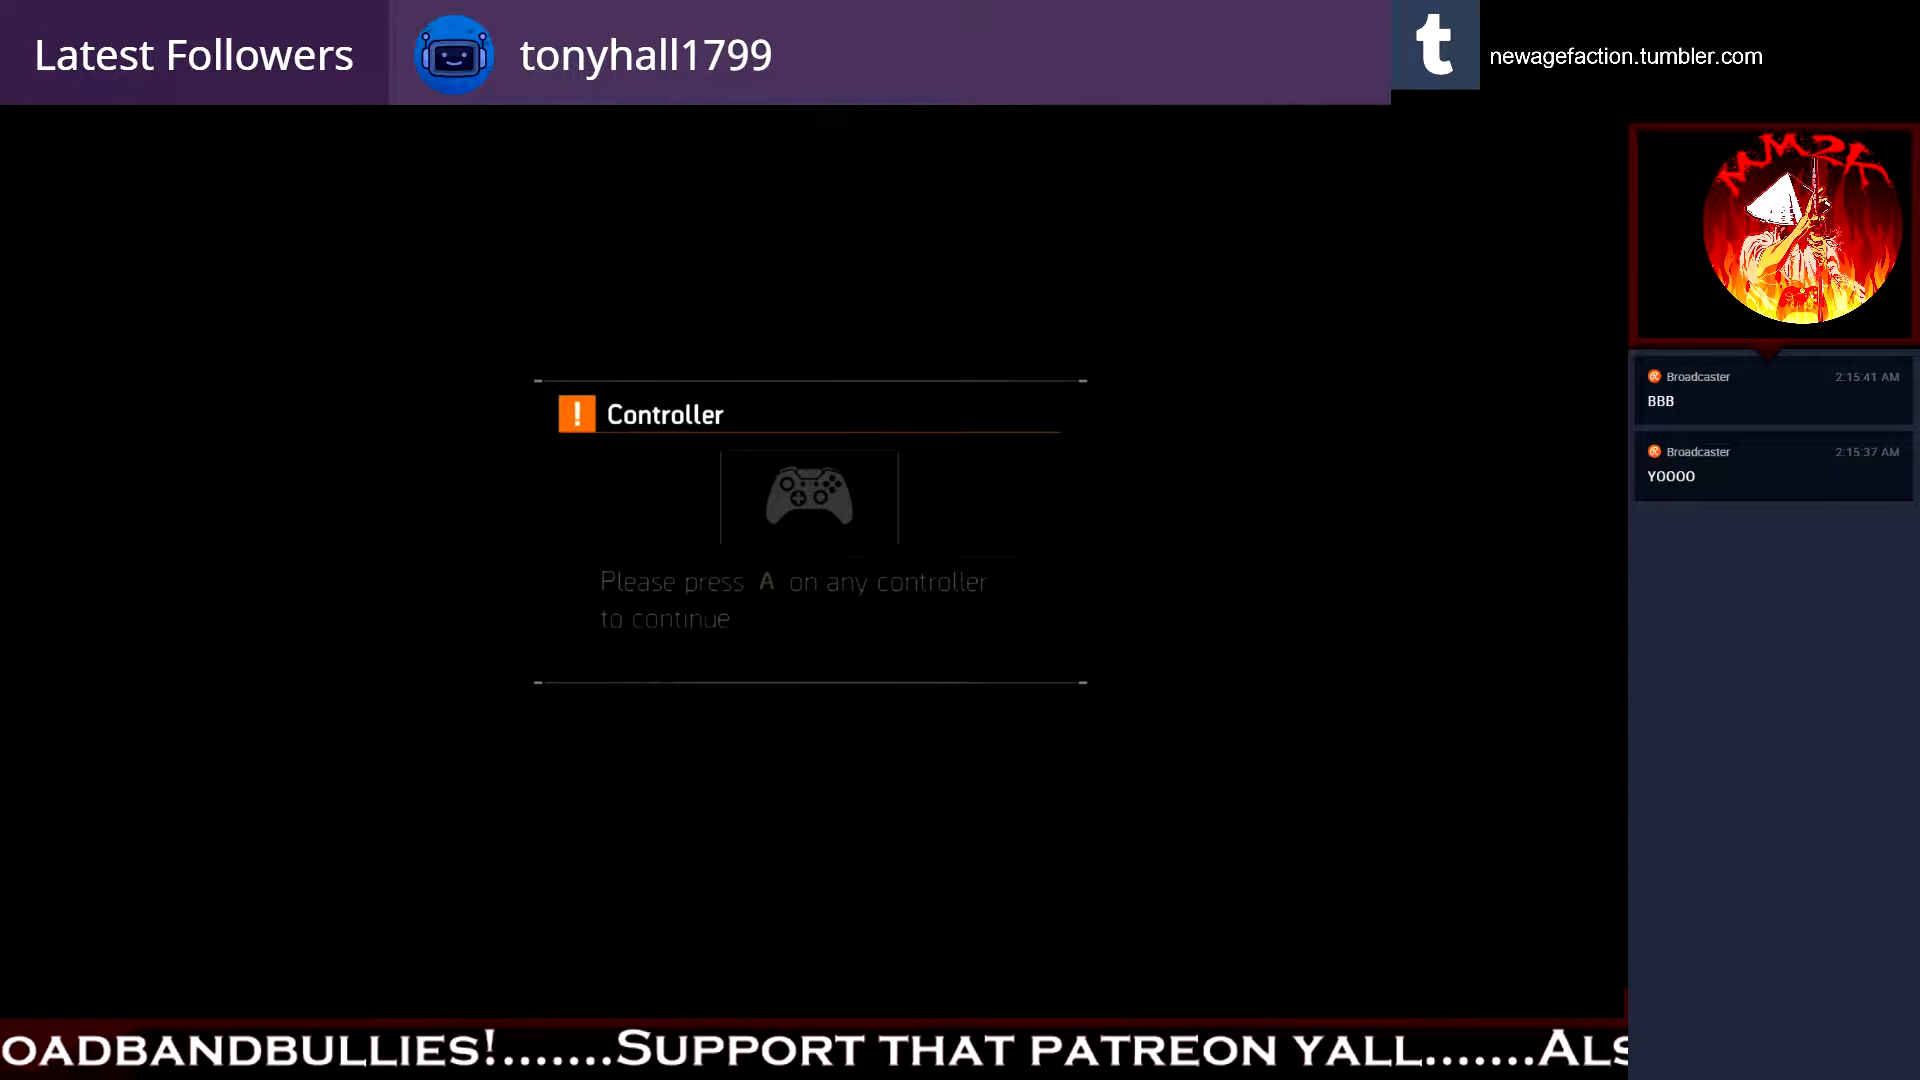 Latest Followers
tonyhall1799
t
newagefaction.tumbler.com
MM2K
! Controller
Please press A on any controller
to continue
Broadcaster 2:15:41 AM
BBB
Broadcaster 2:15:37 AM
YOOOO
OADBANDBULLIES!.......SUPPORT THAT PATREON YALL.......ALS